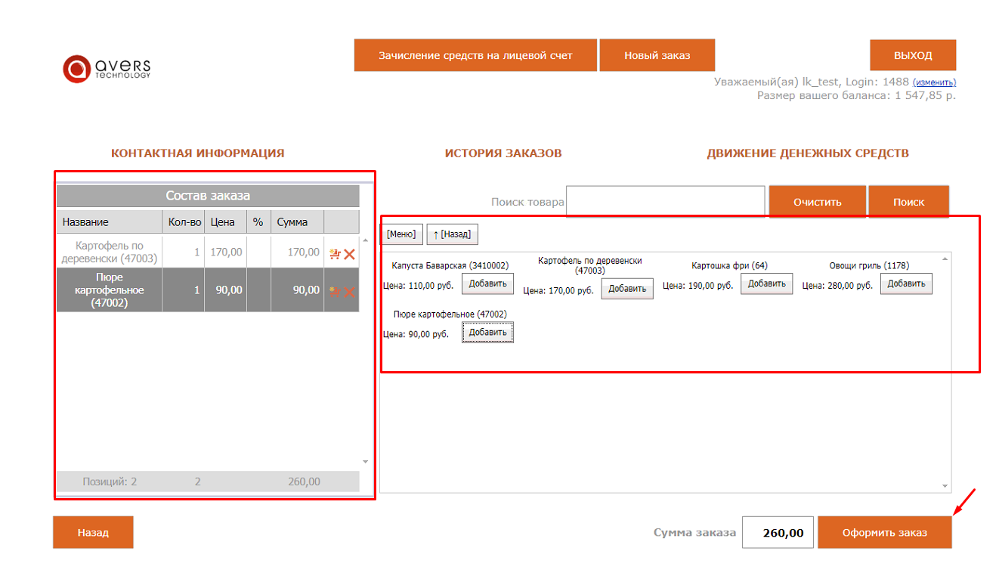 avers
TECHNOLOGY
Зачисление средств на лицевой счет
Новый заказ
ВЫХОД
Уважаемый(ая) lk_test, Login: 1488 (изменить)
Размер вашего баланса: 1 547,85 р.
КОНТАКТНАЯ ИНФОРМАЦИЯ
ИСТОРИЯ ЗАКАЗОВ
ДВИЖЕНИЕ ДЕНЕЖНЫХ СРЕДСТВ
Состав заказа
Название Кол-во Цена % Сумма
Картофель по
деревенски (47003)
1 170,00 170,00
Пюре
картофельное
(47002)
1 90,00 90,00
Позиций: 2 2 260,00
Поиск товара
Очистить
Поиск
[Меню]
↑ [Назад]
Капуста Баварская (3410002)
Цена: 110,00 руб. Добавить
Картофель по деревенски
(47003)
Цена: 170,00 руб. Добавить
Картошка фри (64)
Цена: 190,00 руб. Добавить
Овощи гриль (1178)
Цена: 280,00 руб. Добавить
Пюре картофельное (47002)
Цена: 90,00 руб. Добавить
Назад
Сумма заказа 260,00
Оформить заказ